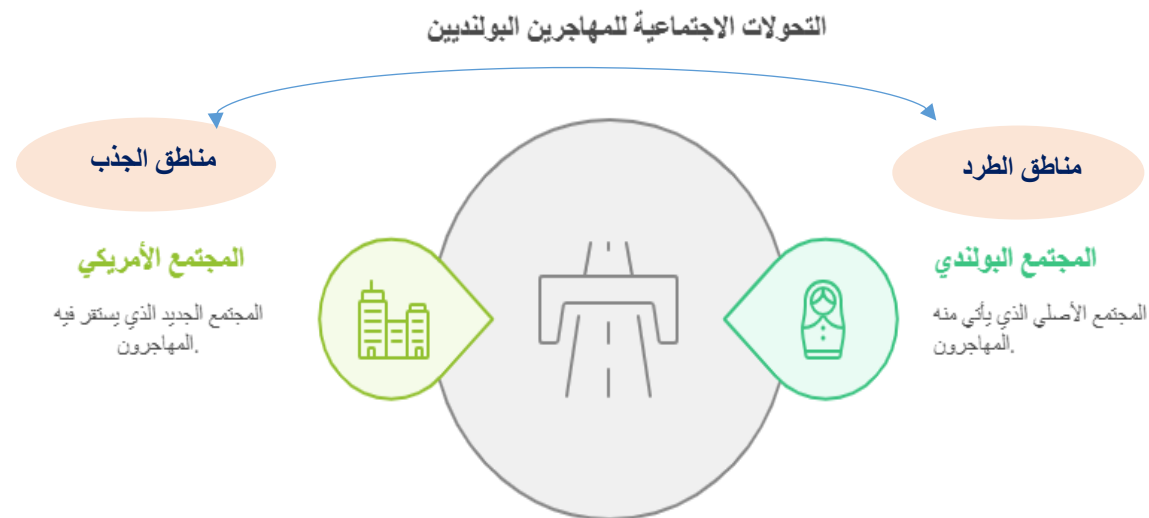 التحولات الاجتماعية للمهاجرين البولنديين
مناطق الطرد
مناطق الجذب
المجتمع البولندي
المجتمع الأصلي الذي يأتي منه
المهاجرون.
المجتمع الأمريكي
المجتمع الجديد الذي يستقر فيه
المهاجرون.